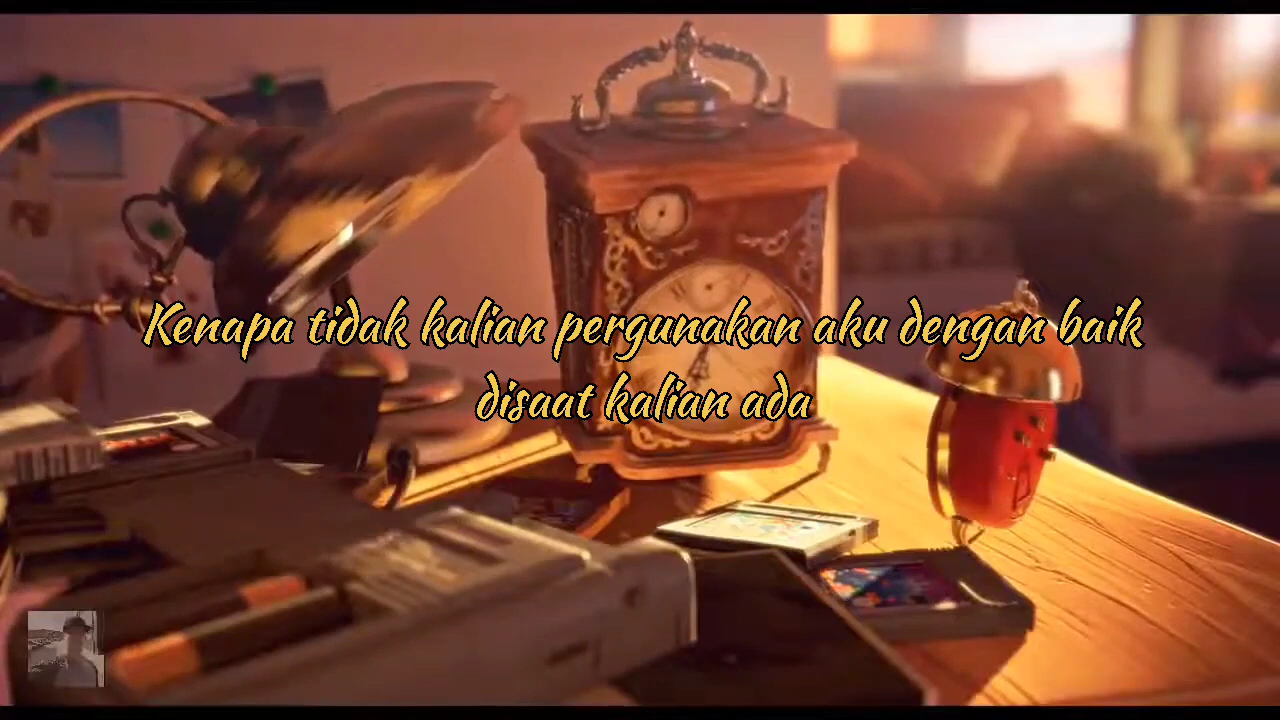 Kenapa tidak kalian pergunakan aku dengan baik
disaat kalian ada